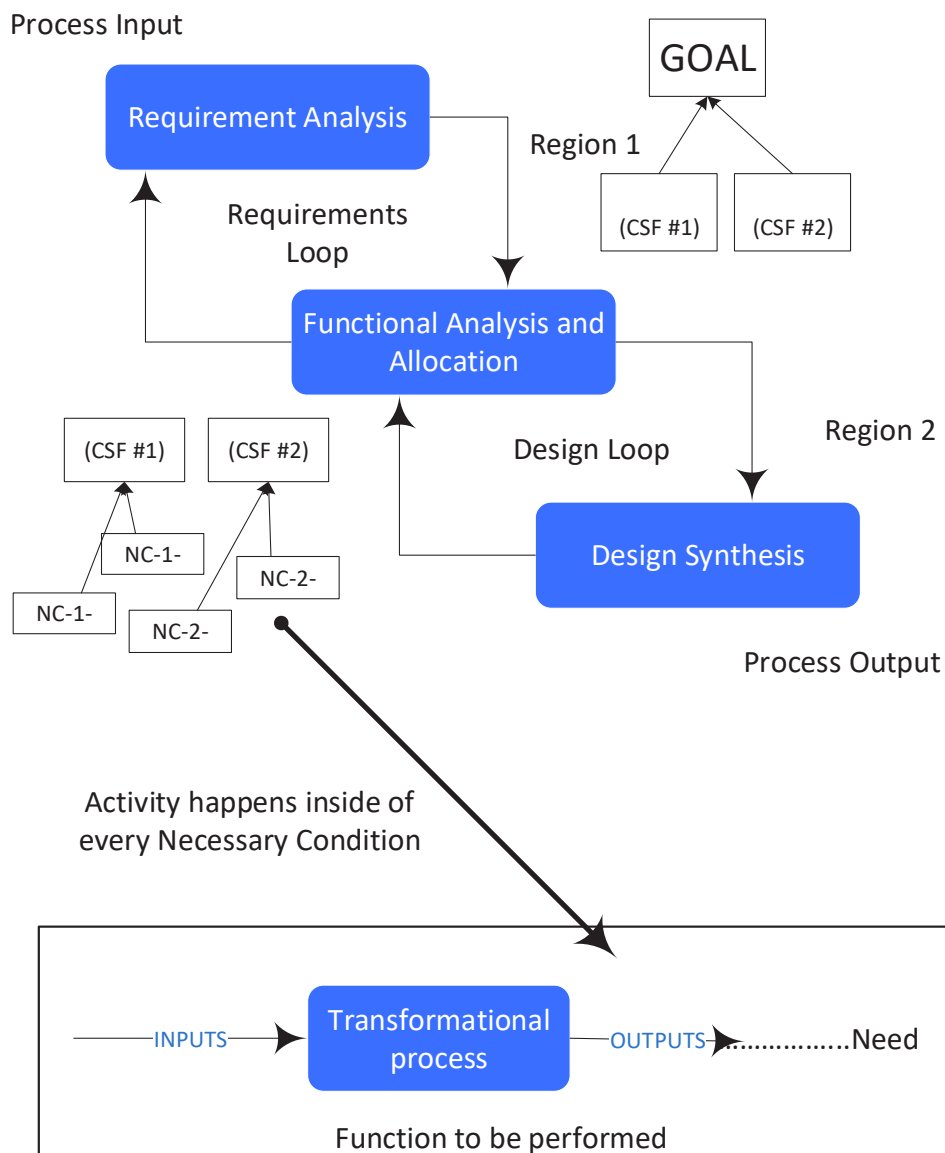 Process Input
GOAL
Requirement Analysis
Region 1
(CSF #1)
(CSF #2)
Requirements
Loop
Functional Analysis and
Allocation
Region 2
(CSF #1)
(CSF #2)
Design Loop
NC-1-
NC-2-
Design Synthesis
NC-1-
NC-2-
Process Output
Activity happens inside of
every Necessary Condition
Transformational
process
INPUTS
OUTPUTS
................Need
Function to be performed